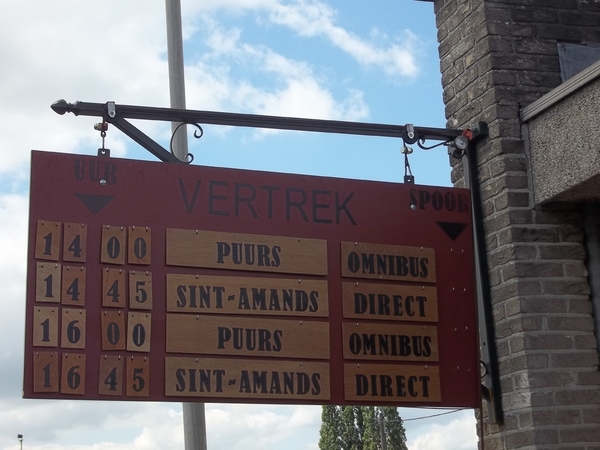 UUR VERTREK SPOOR
14 00 PUURS OMNIBUS
14 45 SINT-AMANDS DIRECT
16 00 PUURS OMNIBUS
16 45 SINT-AMANDS DIRECT